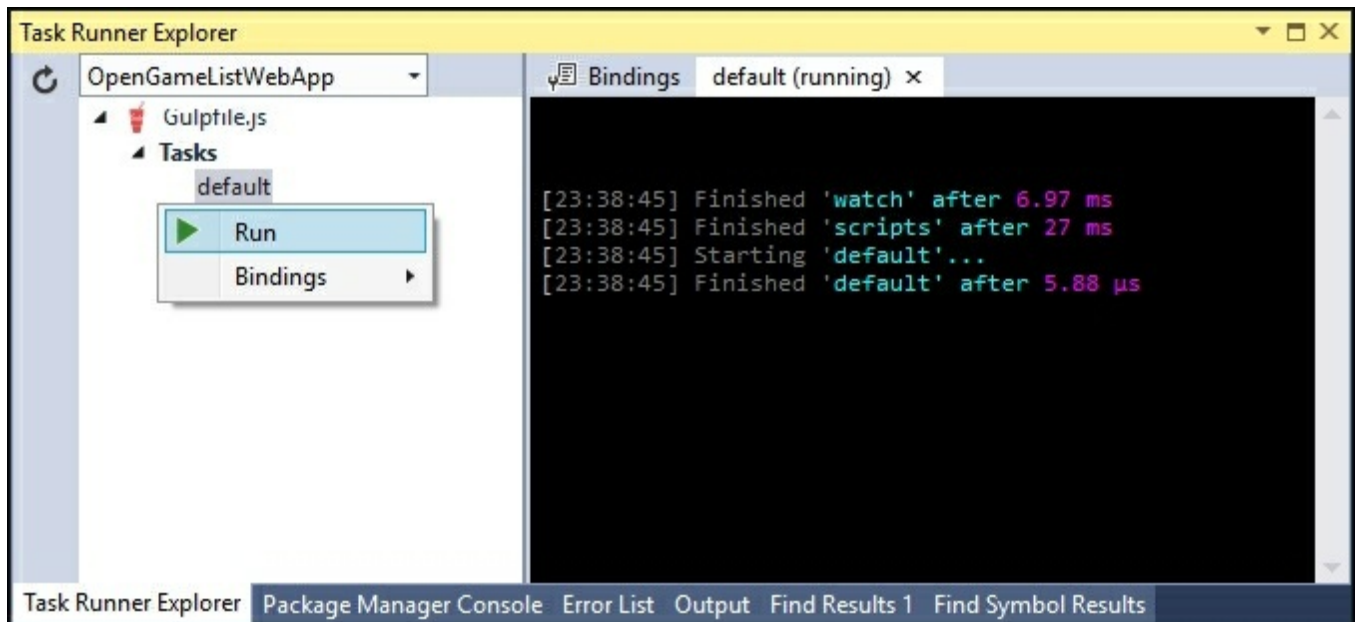 Task Runner Explorer
OpenGameListWebApp
Gulpfile.js
Tasks
default
Run
Bindings
Bindings default (running)
[23:38:45] Finished 'watch' after 6.97 ms
[23:38:45] Finished 'scripts' after 27 ms
[23:38:45] Starting 'default'...
[23:38:45] Finished 'default' after 5.88 µs
Task Runner Explorer Package Manager Console Error List Output Find Results 1 Find Symbol Results